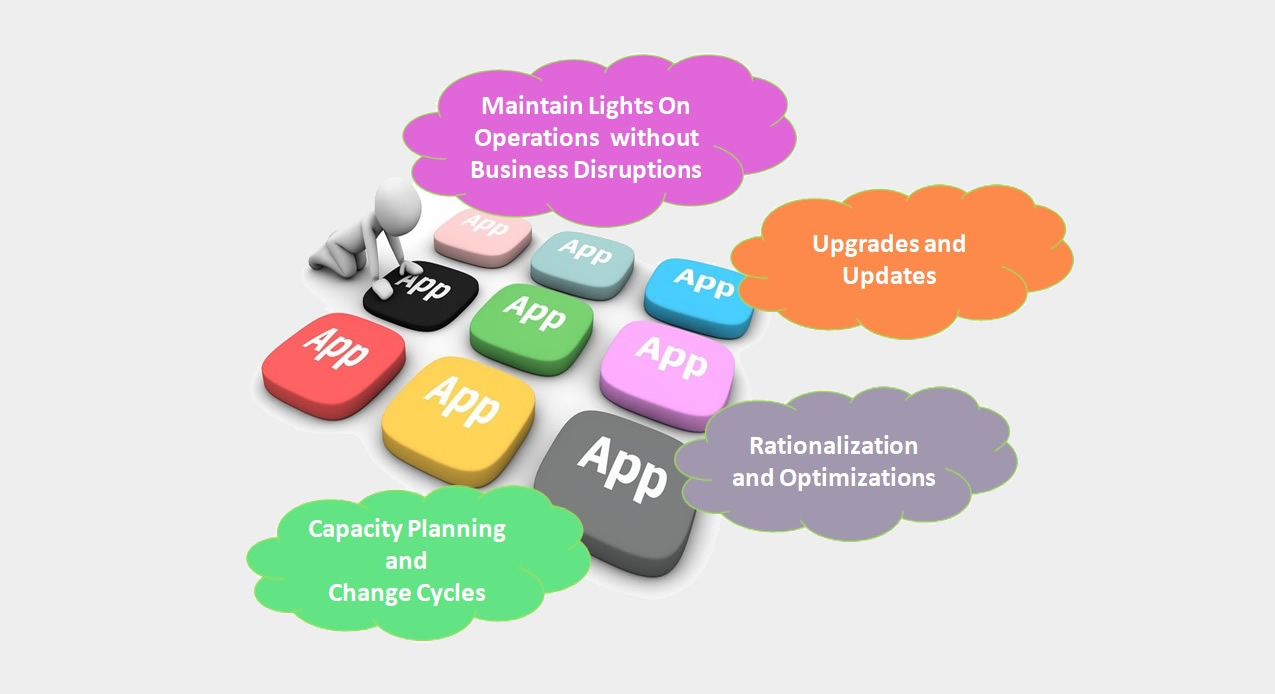 Maintain Lights On
Operations  without
Business Disruptions
App
App
App
Upgrades and
Updates
App
App
App
App
App
App
Rationalization
and Optimizations
Capacity Planning
and
Change Cycles